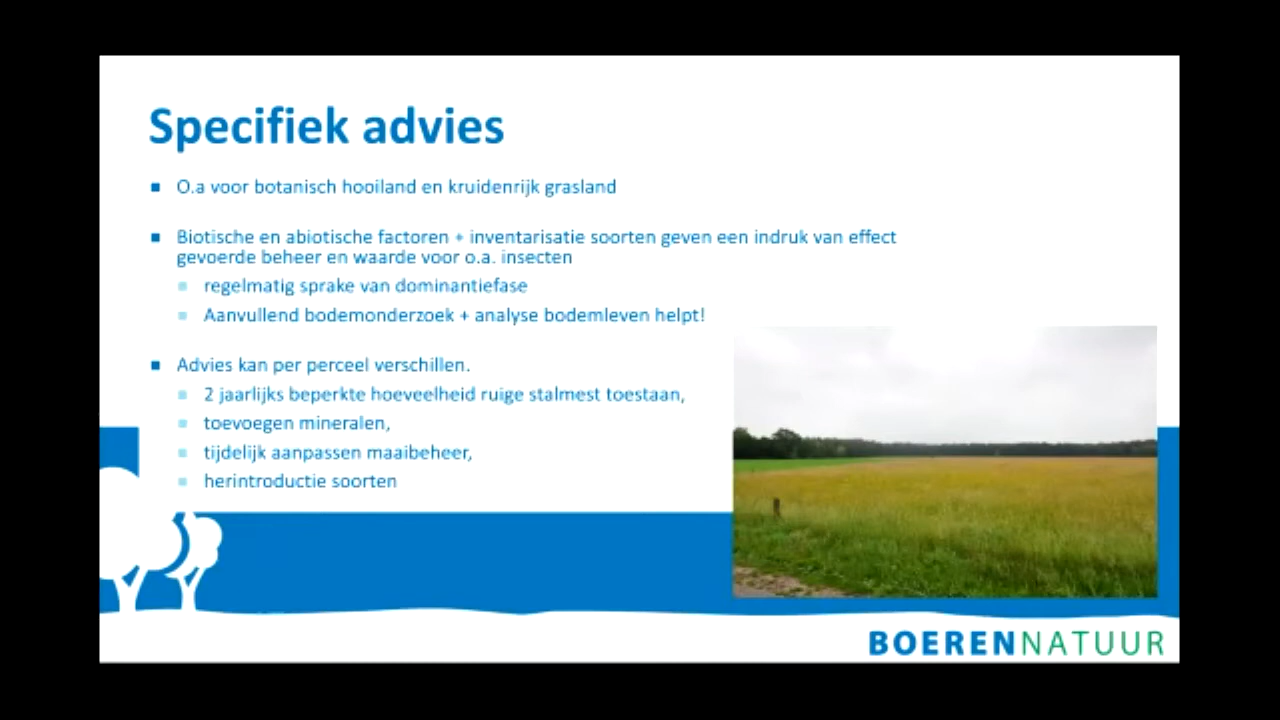 Specifiek advies
O.a voor botanisch hooiland en kruidenrijk grasland
Biotische en abiotische factoren + inventarisatie soorten geven een indruk van effect
gevoerde beheer en waarde voor o.a. insecten
regelmatig sprake van dominantiefase
Aanvullend bodemonderzoek + analyse bodemleven helpt!
Advies kan per perceel verschillen.
2 jaarlijks beperkte hoeveelheid ruige stalmest toestaan,
toevoegen mineralen,
tijdelijk aanpassen maaibeheer,
herintroductie soorten
BOERENNATUUR